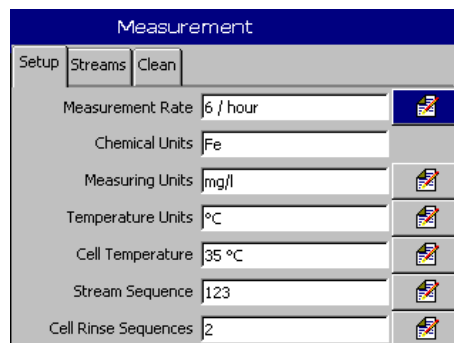 Measurement
Setup Streams Clean
Measurement Rate 6 / hour
Chemical Units Fe
Measuring Units mg/l
Temperature Units °C
Cell Temperature 35 °C
Stream Sequence 123
Cell Rinse Sequences 2